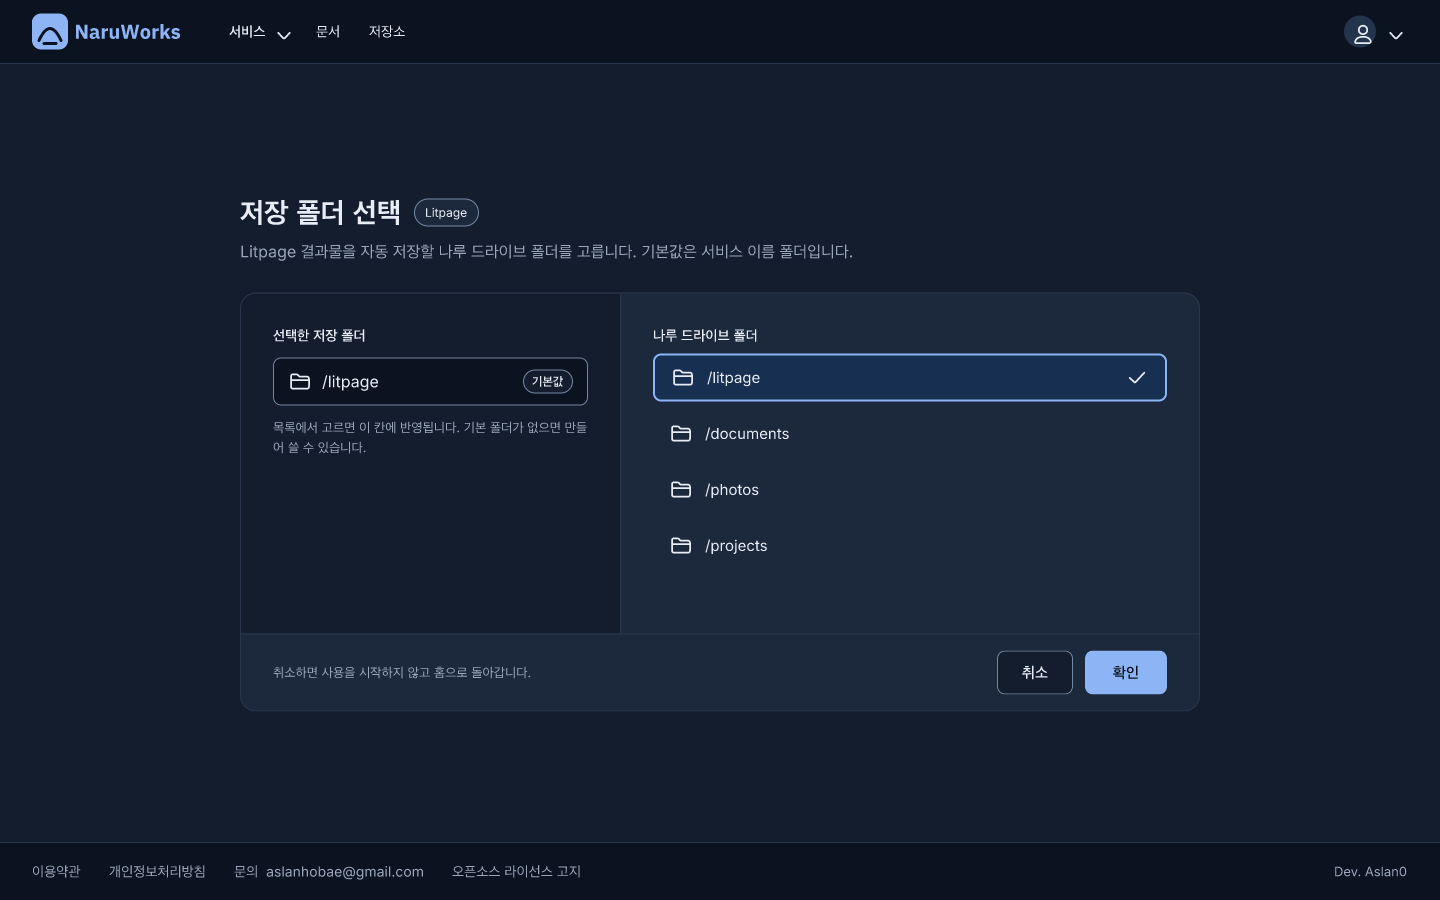 NaruWorks
서비스
문서
저장소
저장 폴더 선택
Litpage
Litpage 결과물을 자동 저장할 나루 드라이브 폴더를 고릅니다. 기본값은 서비스 이름 폴더입니다.
선택한 저장 폴더
/litpage
기본값
목록에서 고르면 이 칸에 반영됩니다. 기본 폴더가 없으면 만들
어 쓸 수 있습니다.
나루 드라이브 폴더
/litpage
/documents
/photos
/projects
취소하면 사용을 시작하지 않고 홈으로 돌아갑니다.
취소
확인
이용약관
개인정보처리방침
문의 aslanhobae@gmail.com
오픈소스 라이선스 고지
Dev. Aslan0